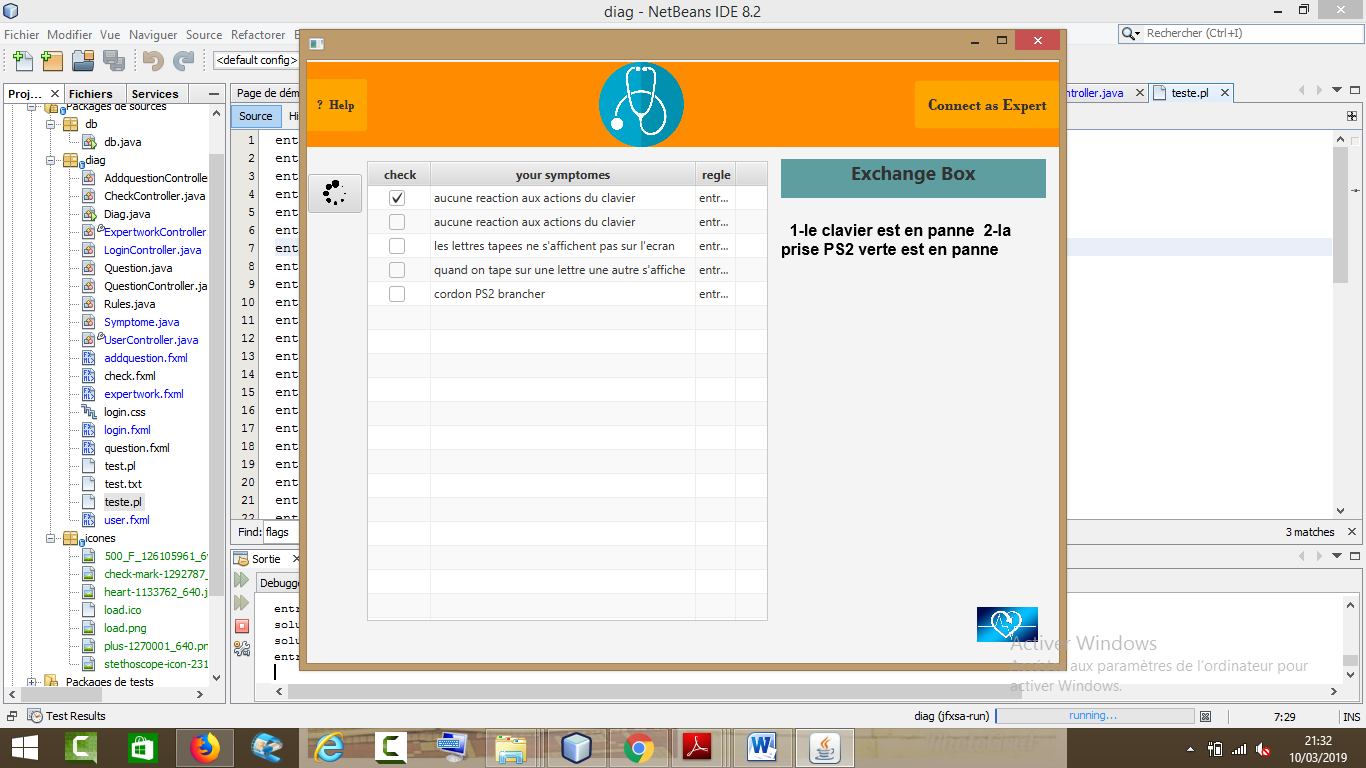 diag - NetBeans IDE 8.2
Fichier Modifier Vue Naviguer Source Refactorer
Rechercher (Ctrl+I)
<default config>
Proj... Fichiers Services
Page de dém
ntroller.java teste.pl
Source Hi
Packages de sources
db
db.java
diag
AddquestionControlle
CheckController.java
Diag.java
ExpertworkController
LoginController.java
Question.java
QuestionController.ja
Rules.java
Symptome.java
UserController.java
addquestion.fxml
check.fxml
expertwork.fxml
login.css
login.fxml
question.fxml
test.pl
test.txt
teste.pl
user.fxml
icones
500_F_126105961_6
check-mark-1292787_
heart-1133762_640.j
load.ico
load.png
plus-1270001_640.pn
stethoscope-icon-231
Packages de tests
1 ent
2 ent
3 ent
4 ent
5 ent
6 ent
7 ent
8 ent
9 ent
10 ent
11 ent
12 ent
13 ent
14 ent
15 ent
16 ent
17 ent
18 ent
19 ent
20 ent
21 ent
22 ent
Find: flags
3 matches
Sortie
Debugge
entr
solu
solu
entr
? Help
Connect as Expert
check your symptomes regle
aucune reaction aux actions du clavier entr...
aucune reaction aux actions du clavier entr...
les lettres tapees ne s'affichent pas sur l'ecran entr...
quand on tape sur une lettre une autre s'affiche entr...
cordon PS2 brancher entr...
Exchange Box
1-le clavier est en panne 2-la
prise PS2 verte est en panne
Activer Windows
aux paramètres de l'ordinateur pour
activer Windows.
Test Results
diag (jfxsa-run) running... 7:29 INS
21:32
10/03/2019